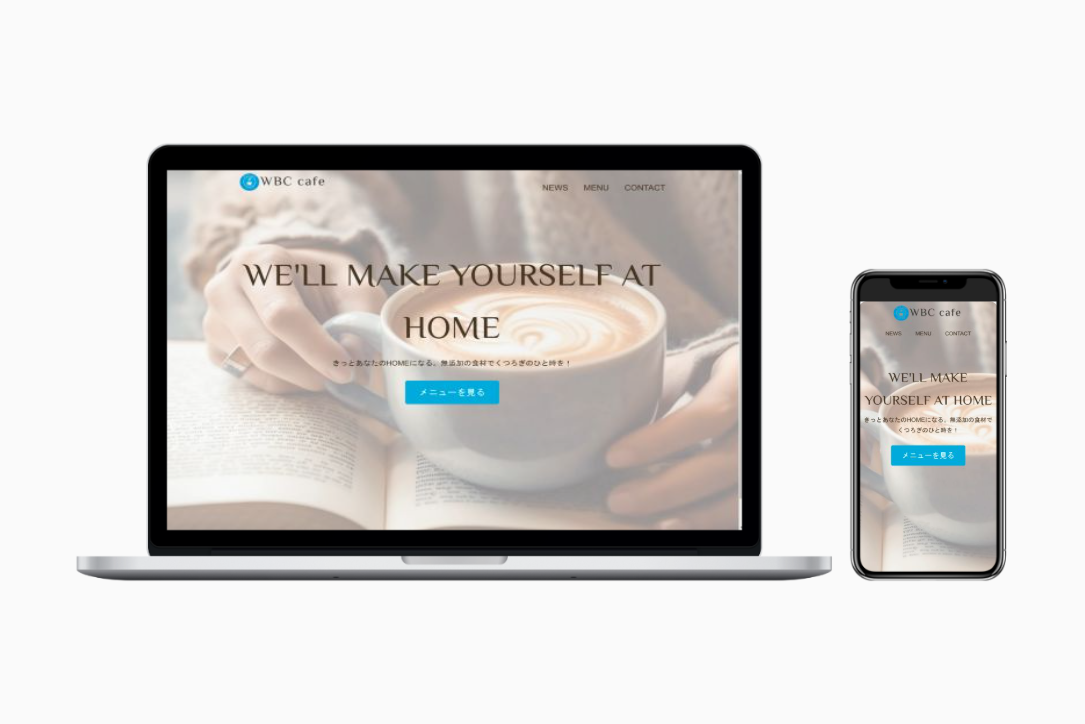 WBC cafe
NEWS MENU CONTACT
WE'LL MAKE YOURSELF AT
HOME
きっとあなたのHOMEになる、無添加の食材でくつろぎのひと時を！
メニューを見る
WBC cafe
NEWS MENU CONTACT
WE'LL MAKE
YOURSELF AT HOME
きっとあなたのHOMEになる、無添加の食材で
くつろぎのひと時を！
メニューを見る